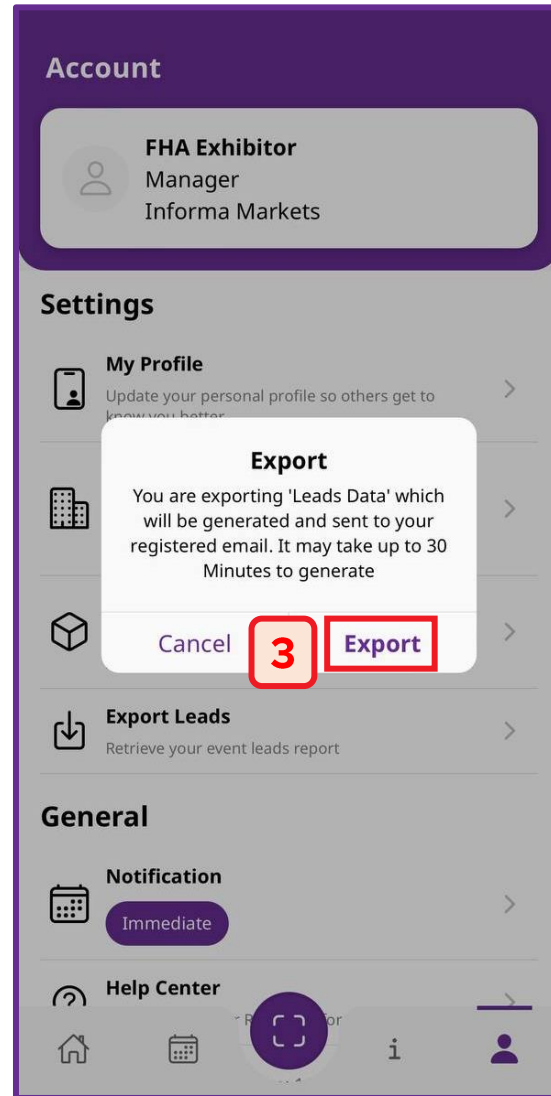 Account
FHA Exhibitor
Manager
Informa Markets
Settings
My Profile
Update your personal profile so others get to
know you better
Export
You are exporting 'Leads Data' which
will be generated and sent to your
registered email. It may take up to 30
Minutes to generate
Cancel
3
Export
Export Leads
Retrieve your event leads report
General
Notification
Immediate
Help Center